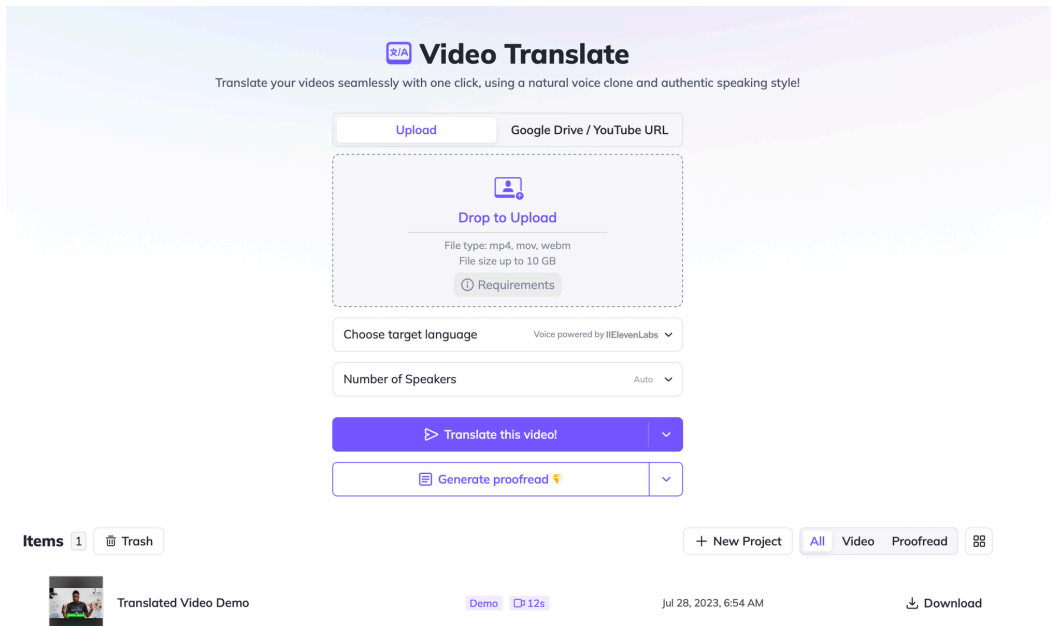 文/A Video Translate
Translate your videos seamlessly with one click, using a natural voice clone and authentic speaking style!
Upload
Google Drive / YouTube URL
Drop to Upload
File type: mp4, mov, webm
File size up to 10 GB
Requirements
Choose target language
Voice powered by IIElevenLabs
Number of Speakers
Auto
Translate this video!
Generate proofread
Items 1
Trash
+ New Project
All
Video
Proofread
Translated Video Demo
Demo
12s
Jul 28, 2023, 6:54 AM
Download